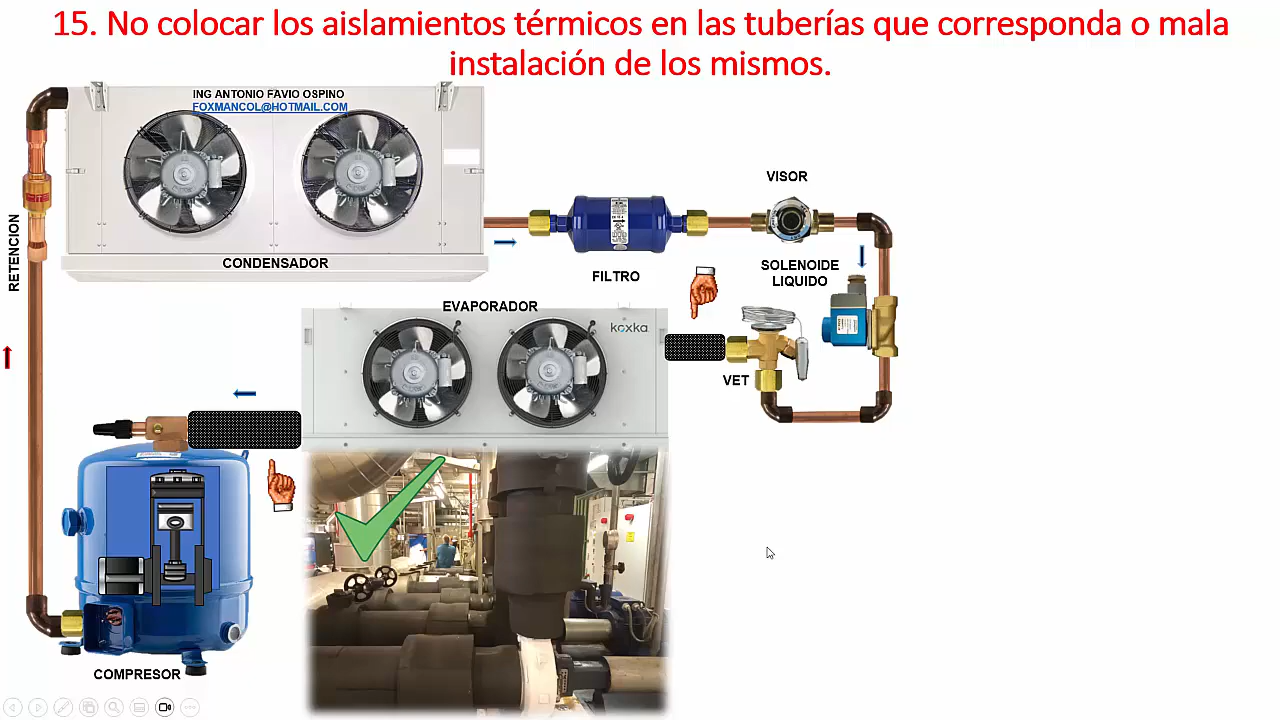 15. No colocar los aislamientos térmicos en las tuberías que corresponda o mala
instalación de los mismos.
ING ANTONIO FAVIO OSPINO
FOXMANCOL@HOTMAIL.COM
RETENCION
CONDENSADOR
VISOR
FILTRO
SOLENOIDE
LIQUIDO
EVAPORADOR
koxka
VET
COMPRESOR